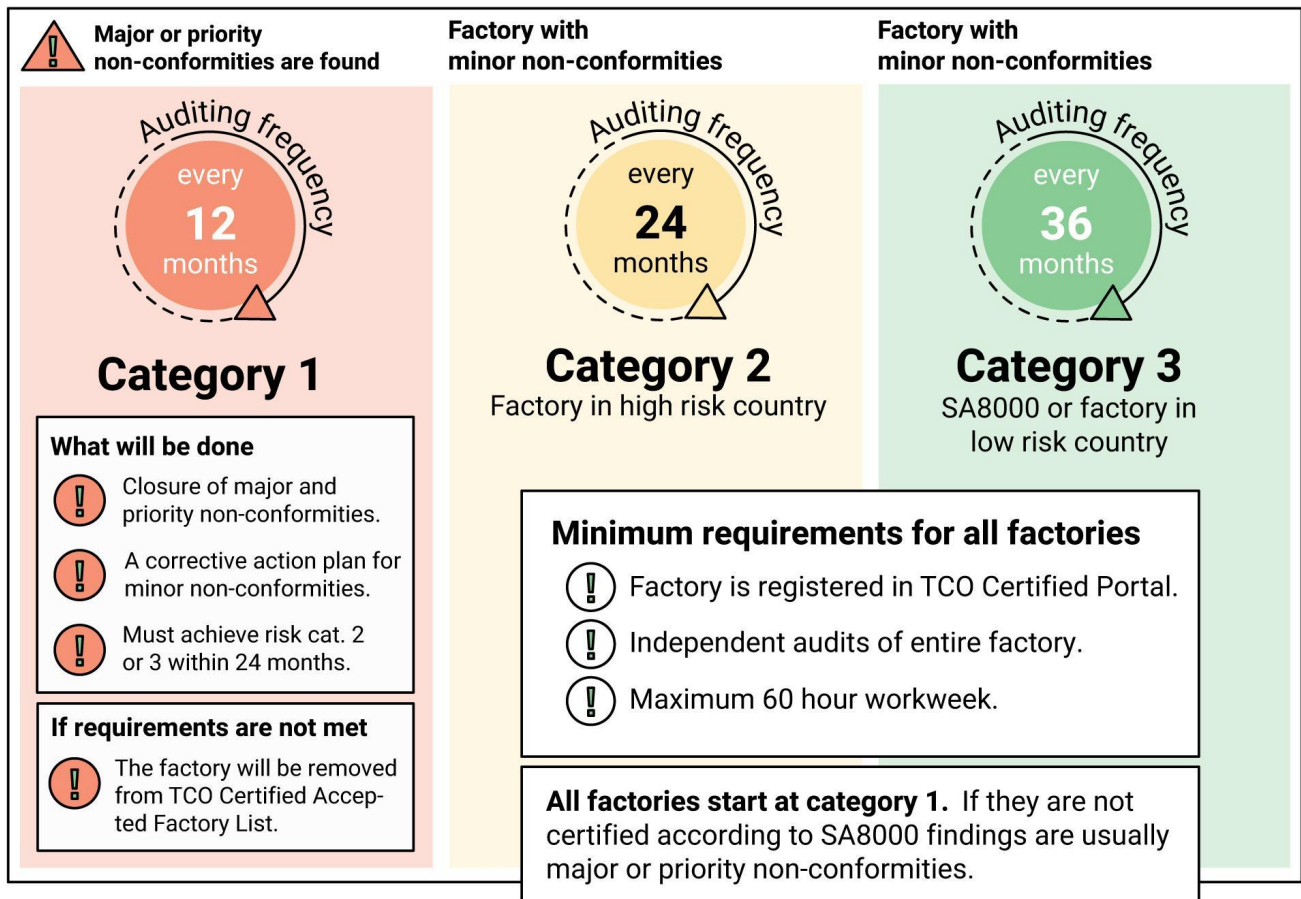 Major or priority
non-conformities are found
Auditing frequency
every
12
months
Category 1
What will be done
Closure of major and
priority non-conformities.
A corrective action plan for
minor non-conformities.
Must achieve risk cat. 2
or 3 within 24 months.
If requirements are not met
The factory will be removed
from TCO Certified Accep-
ted Factory List.
Factory with
minor non-conformities
Auditing frequency
every
24
months
Category 2
Factory in high risk country
Factory with
minor non-conformities
Auditing frequency
every
36
months
Category 3
SA8000 or factory in
low risk country
Minimum requirements for all factories
Factory is registered in TCO Certified Portal.
Independent audits of entire factory.
Maximum 60 hour workweek.
All factories start at category 1. If they are not
certified according to SA8000 findings are usually
major or priority non-conformities.